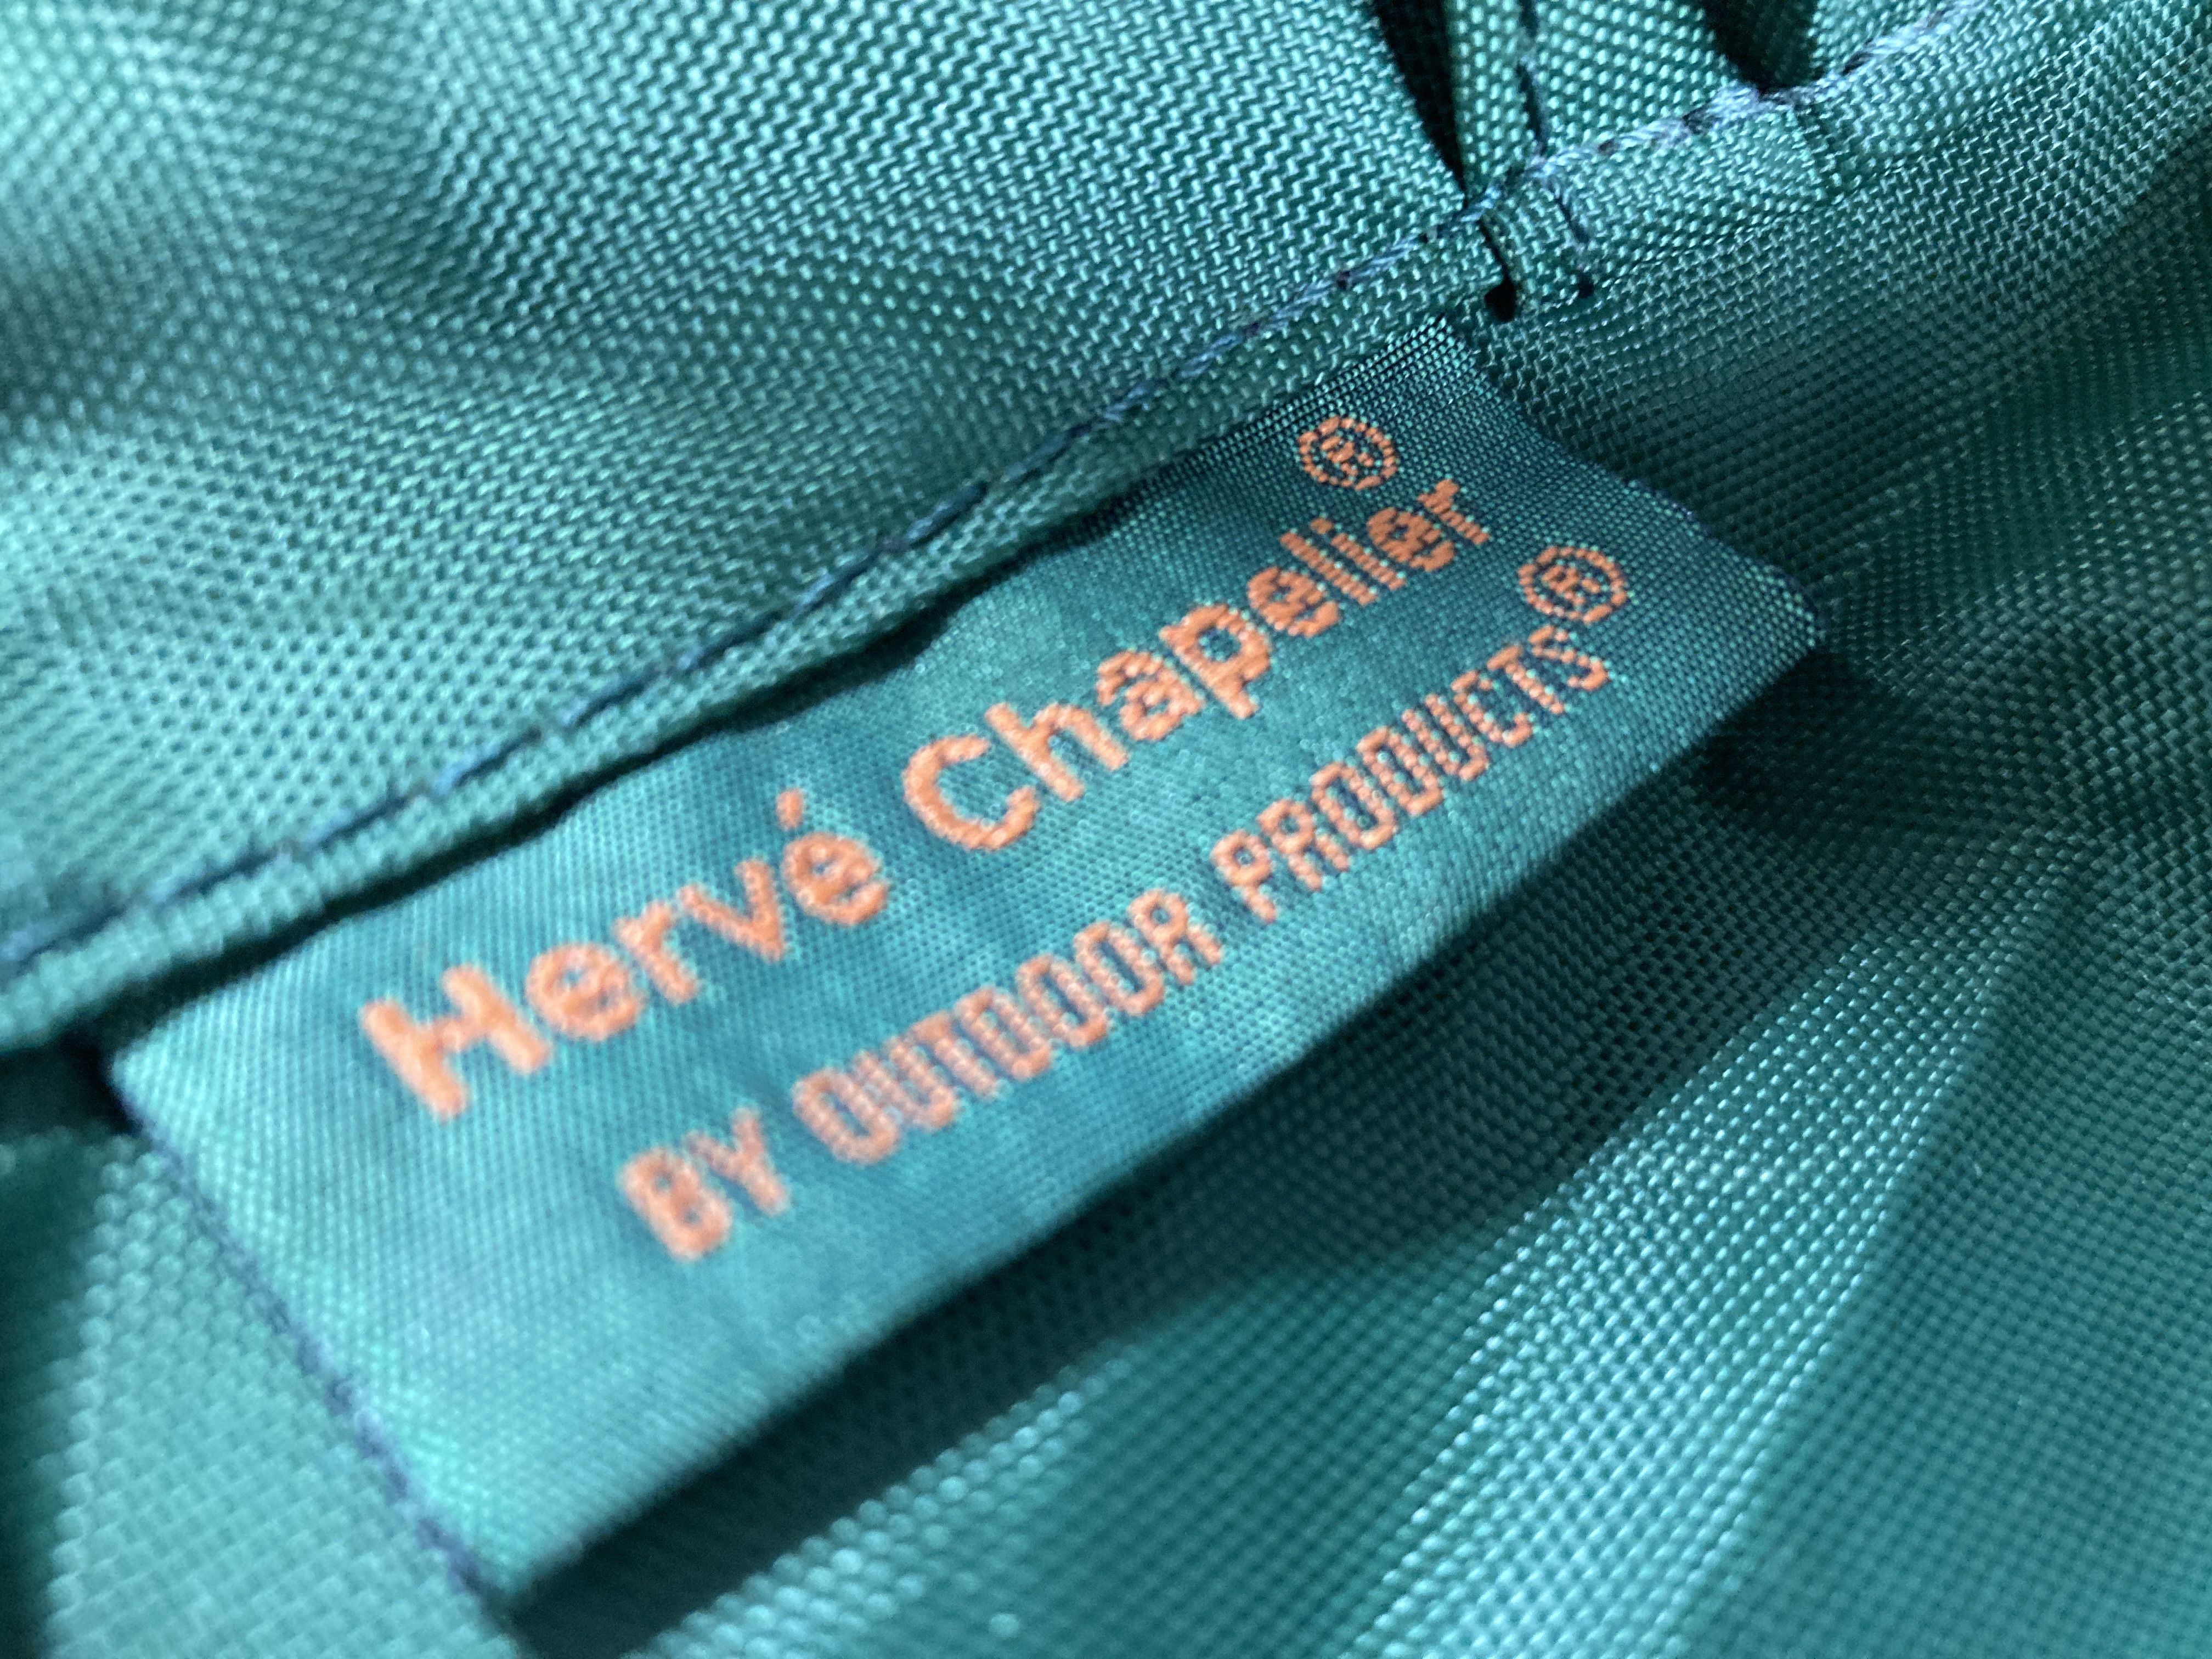 Hervé Chapelier®
BY OUTDOOR PRODUCTS®